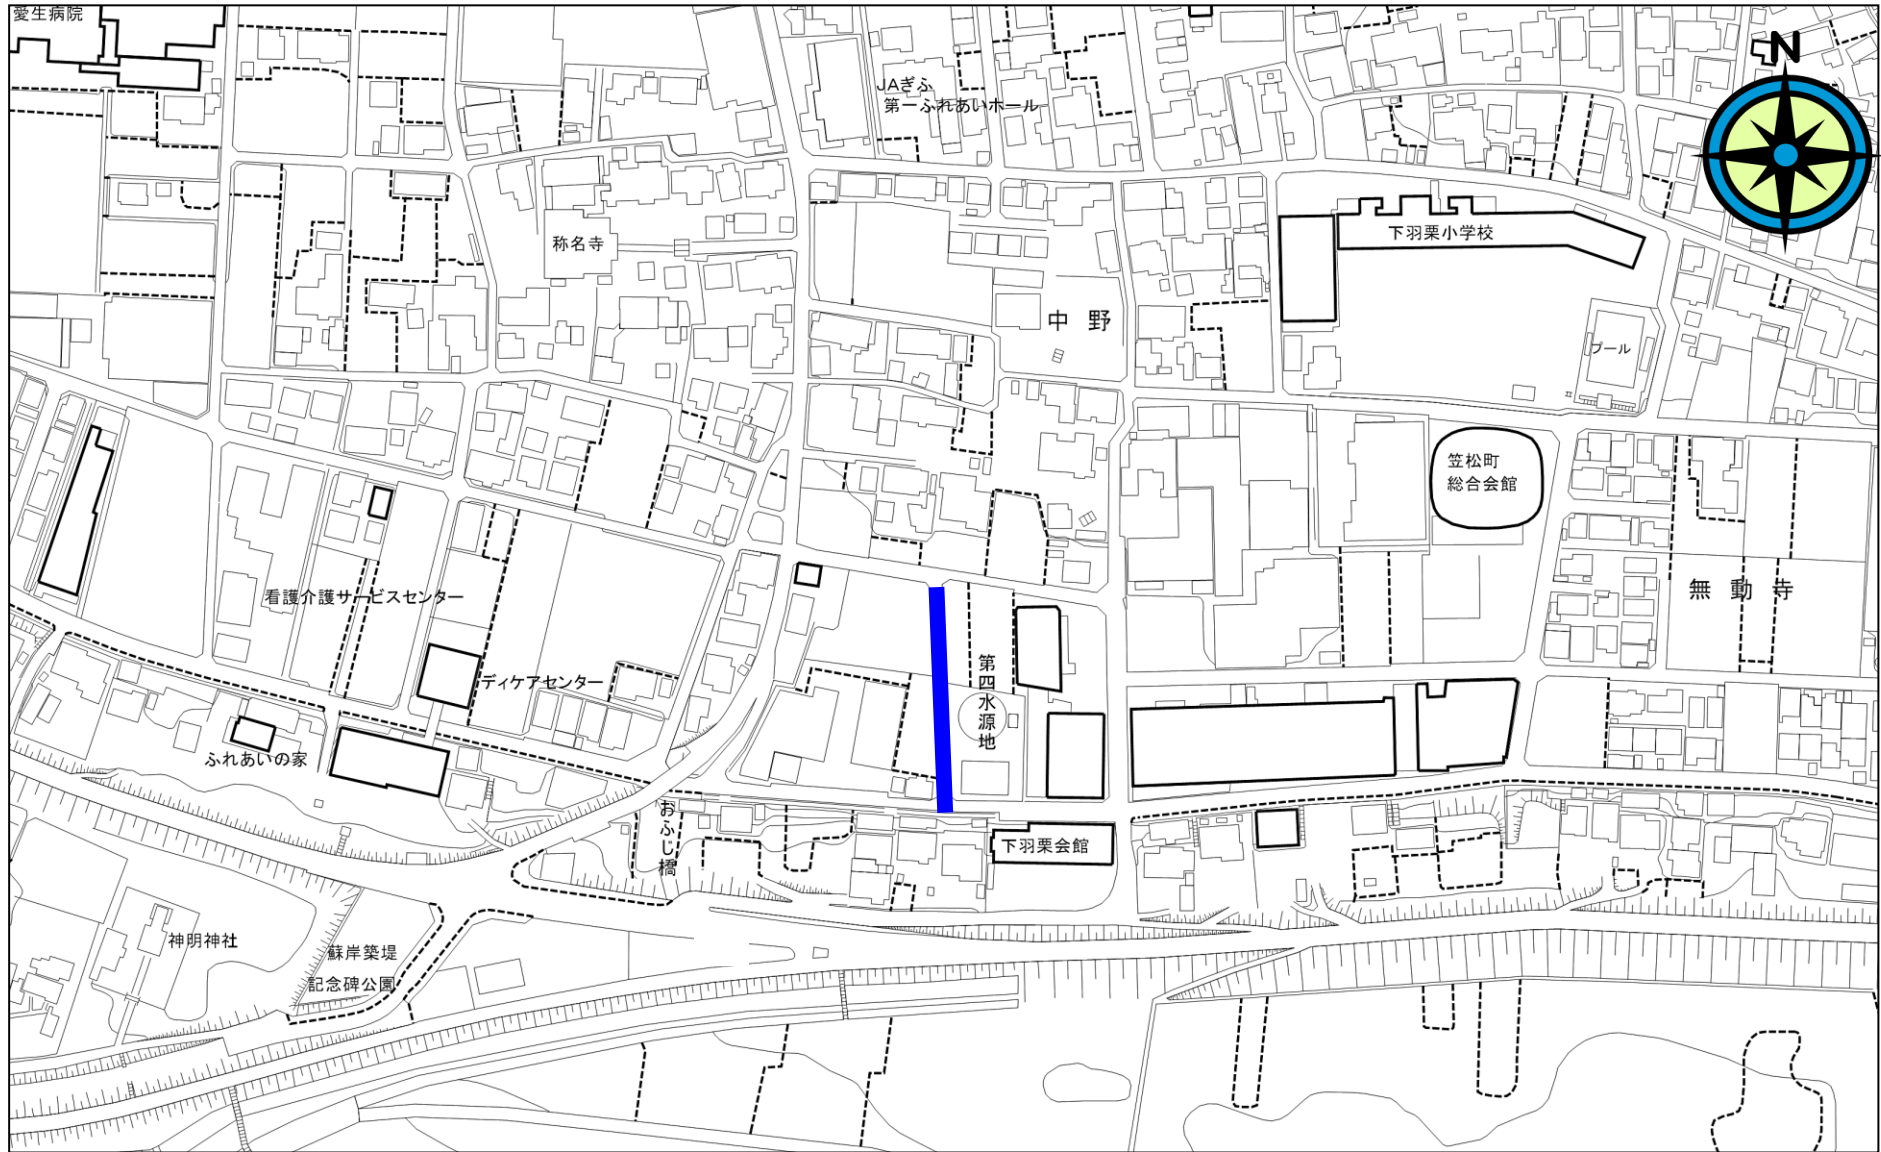 愛生病院
N
JAぎふ
第一ふれあいホール
称名寺
下羽栗小学校
中野
プール
笠松町
総合会館
看護介護サービスセンター
無動寺
第四水源地
ディケアセンター
ふれあいの家
おふじ橋
下羽栗会館
神明神社
蘇岸築堤
記念碑公園